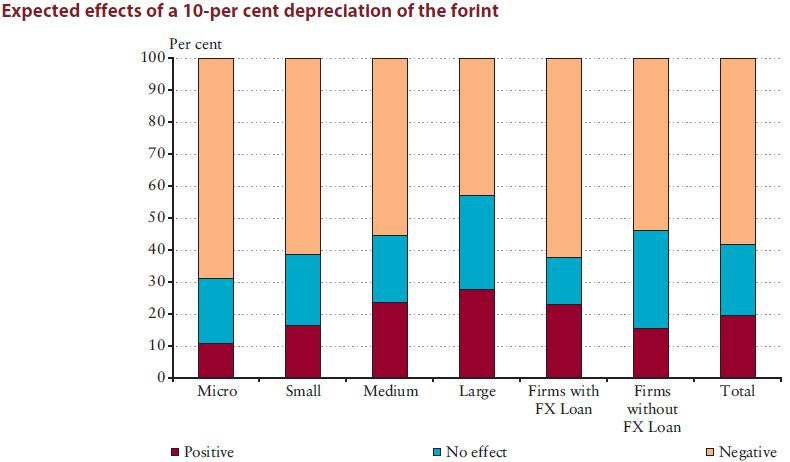 Expected effects of a 10-per cent depreciation of the forint
Per cent
100
90
80
70
60
50
40
30
20
10
0
Micro
Small
Medium
Large
Firms with
FX Loan
Firms
without
FX Loan
Total
Positive
No effect
Negative